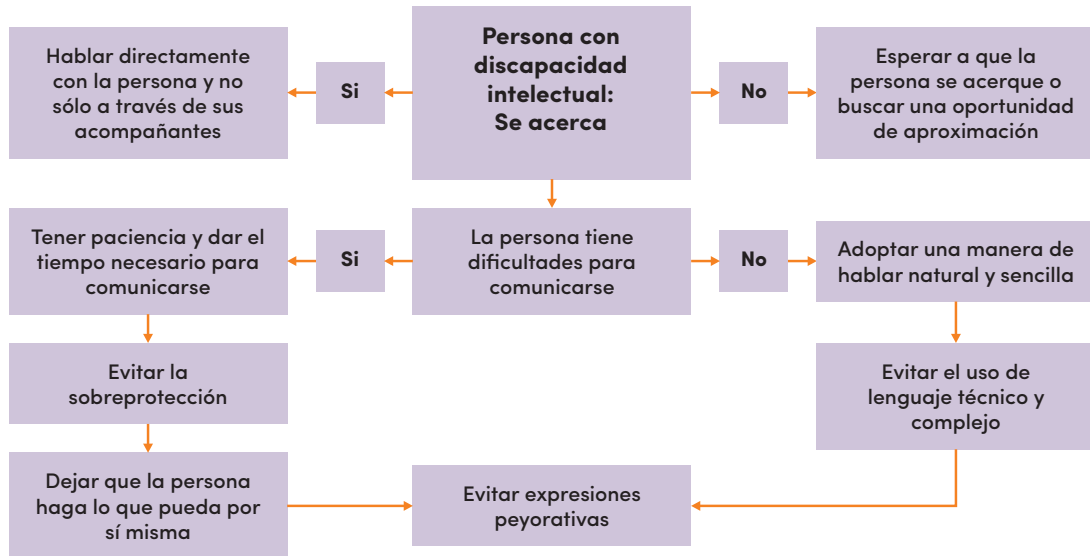 Hablar directamente
con la persona y no
sólo a través de sus
acompañantes
Si
Persona con
discapacidad
intelectual:
Se acerca
No
Esperar a que la
persona se acerque o
buscar una oportunidad
de aproximación
Tener paciencia y dar el
tiempo necesario para
comunicarse
Si
La persona tiene
dificultades para
comunicarse
No
Adoptar una manera de
hablar natural y sencilla
Evitar la
sobreprotección
Evitar el uso de
lenguaje técnico y
complejo
Dejar que la persona
haga lo que pueda por
sí misma
Evitar expresiones
peyorativas